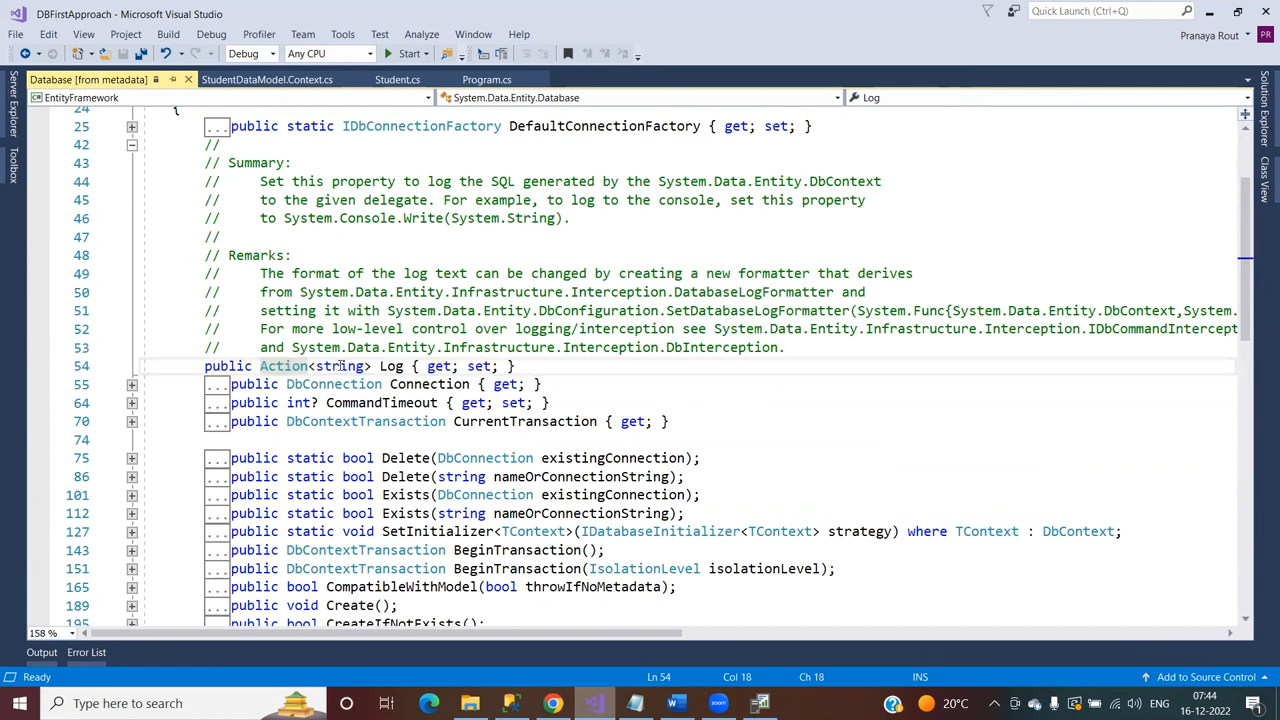 DBFirstApproach - Microsoft Visual Studio
Quick Launch (Ctrl+Q)
File Edit View Project Build Debug Profiler Team Tools Test Analyze Window Help
Pranaya Rout PR
Debug Any CPU Start
Database [from metadata] StudentDataModel.Context.cs Student.cs Program.cs
EntityFramework System.Data.Entity.Database Log
Server Explorer
Toolbox
Solution Explorer
Class View
24 {
25 ... public static IDbConnectionFactory DefaultConnectionFactory { get; set; }
42 //
43 // Summary:
44 // Set this property to log the SQL generated by the System.Data.Entity.DbContext
45 // to the given delegate. For example, to log to the console, set this property
46 // to System.Console.Write(System.String).
47 //
48 // Remarks:
49 // The format of the log text can be changed by creating a new formatter that derives
50 // from System.Data.Entity.Infrastructure.Interception.DatabaseLogFormatter and
51 // setting it with System.Data.Entity.DbConfiguration.SetDatabaseLogFormatter(System.Func{System.Data.Entity.DbContext,System.
52 // For more low-level control over logging/interception see System.Data.Entity.Infrastructure.Interception.IDbCommandIntercept
53 // and System.Data.Entity.Infrastructure.Interception.DbInterception.
54 public Action<string> Log { get; set; }
55 ... public DbConnection Connection { get; }
64 ... public int? CommandTimeout { get; set; }
70 ... public DbContextTransaction CurrentTransaction { get; }
74
75 ... public static bool Delete(DbConnection existingConnection);
86 ... public static bool Delete(string nameOrConnectionString);
101 ... public static bool Exists(DbConnection existingConnection);
112 ... public static bool Exists(string nameOrConnectionString);
127 ... public static void SetInitializer<TContext>(IDatabaseInitializer<TContext> strategy) where TContext : DbContext;
143 ... public DbContextTransaction BeginTransaction();
151 ... public DbContextTransaction BeginTransaction(IsolationLevel isolationLevel);
165 ... public bool CompatibleWithModel(bool throwIfNoMetadata);
189 ... public void Create();
195 ... public bool CreateIfNotExists();
158 %
Output Error List
Ready Ln 54 Col 18 Ch 18 INS Add to Source Control
Type here to search
20°C
07:44
16-12-2022